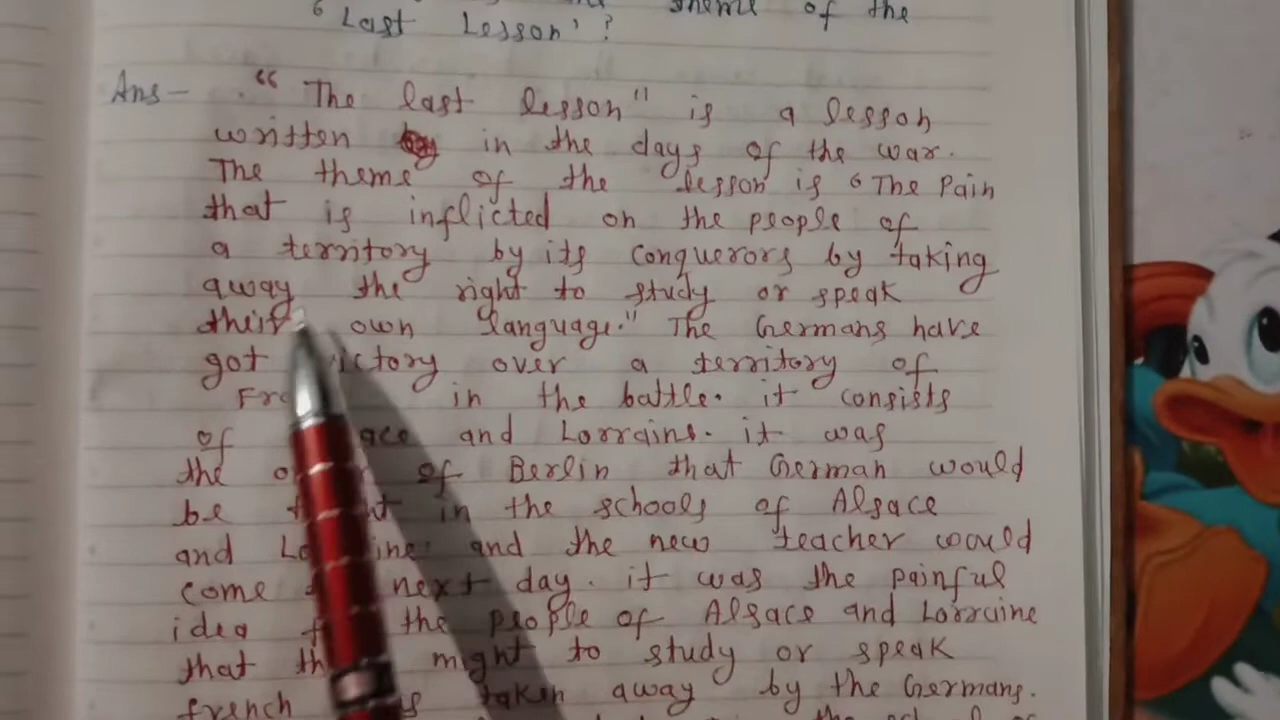 theme of the
'Last Lesson'?
Ans- "The last lesson" is a lesson
written in the days of the war.
The theme of the lesson is "The Pain
that is inflicted on the people of
a territory by its conquerors by taking
away the right to study or speak
their own language." The Germans have
got victory over a territory of
in the battle. it consists
of and Lorraine. it was
the of Berlin that German would
be in the schools of Alsace
and and the new teacher would
come next day. it was the painful
idea the people of Alsace and Lorraine
that might to study or speak
french taken away by the Germans.